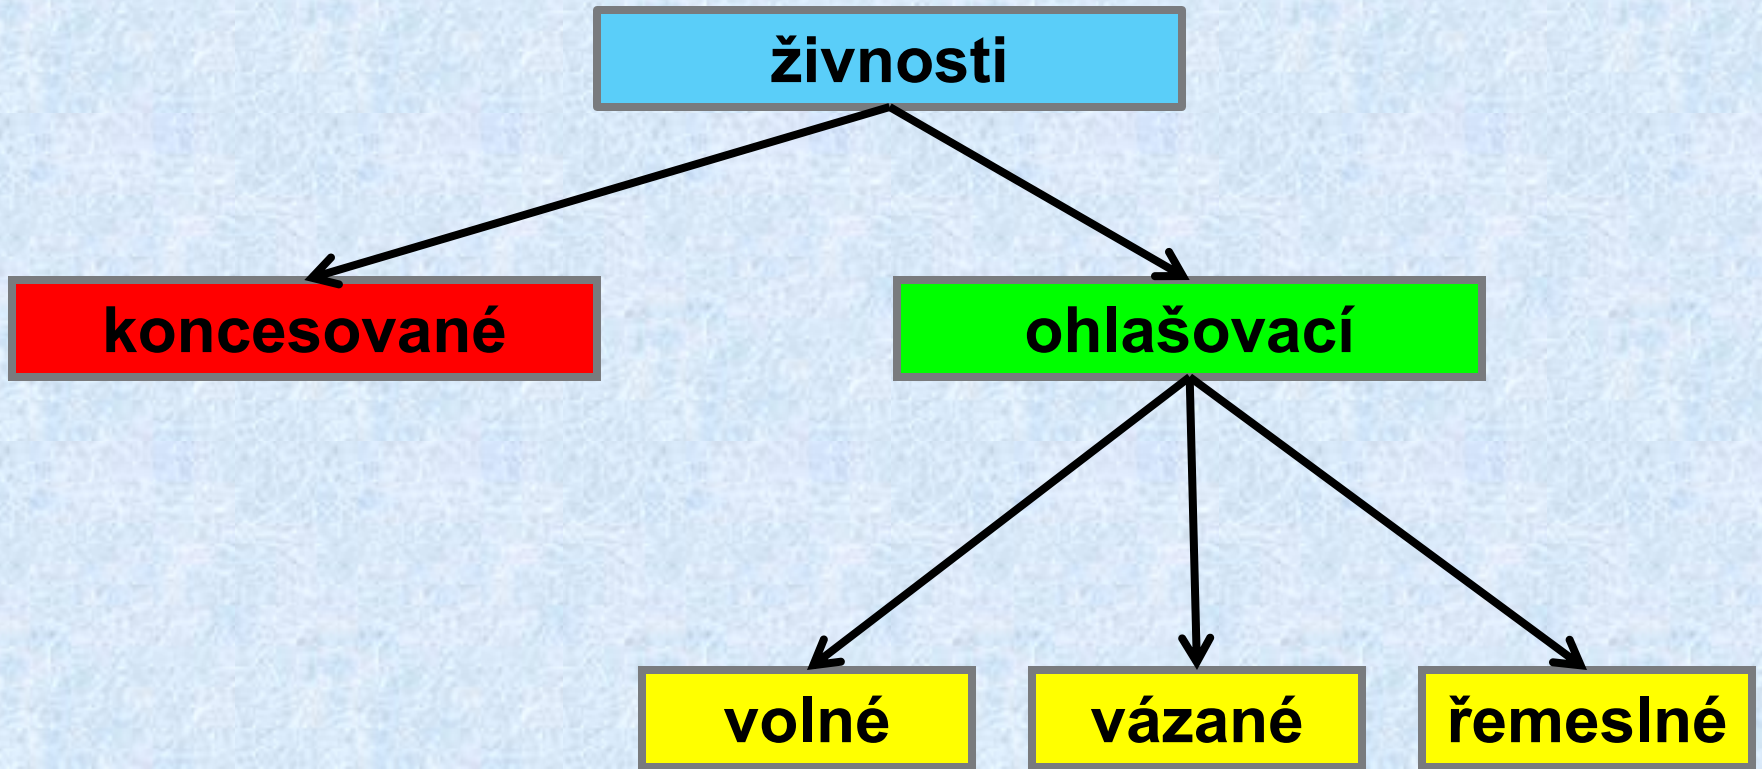 živnosti
koncesované
ohlašovací
volné
vázané
řemeslné